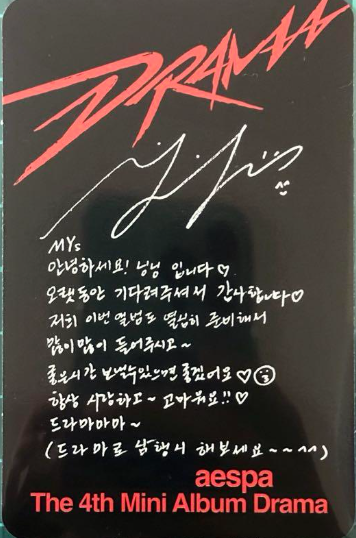 DRAMA
MYs
안녕하세요! 닝닝 입니다♡
오랫동안 기다려주셔서 감사합니다♡
저희 이번 앨범도 열심히 준비해서
많이많이 들어주시고~
좋은시간 보낼수있으면 좋겠어요♡☺
항상 사랑하고~ 고마워요!!♡
드라마마마~
(드라마로 삼행시 해보세요~~^^)
aespa
The 4th Mini Album Drama